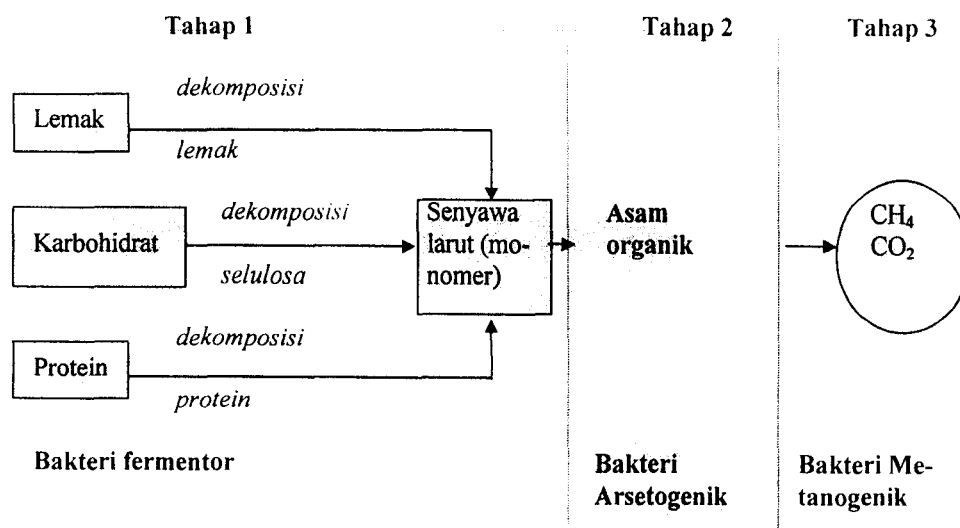 Tahap 1
Tahap 2
Tahap 3
dekomposisi
Lemak
lemak
dekomposisi
Karbohidrat
selulosa
Senyawa
larut (mo-
nomer)
Asam
organik
CH₄
CO₂
dekomposisi
Protein
protein
Bakteri fermentor
Bakteri
Arsetogenik
Bakteri Me-
tanogenik